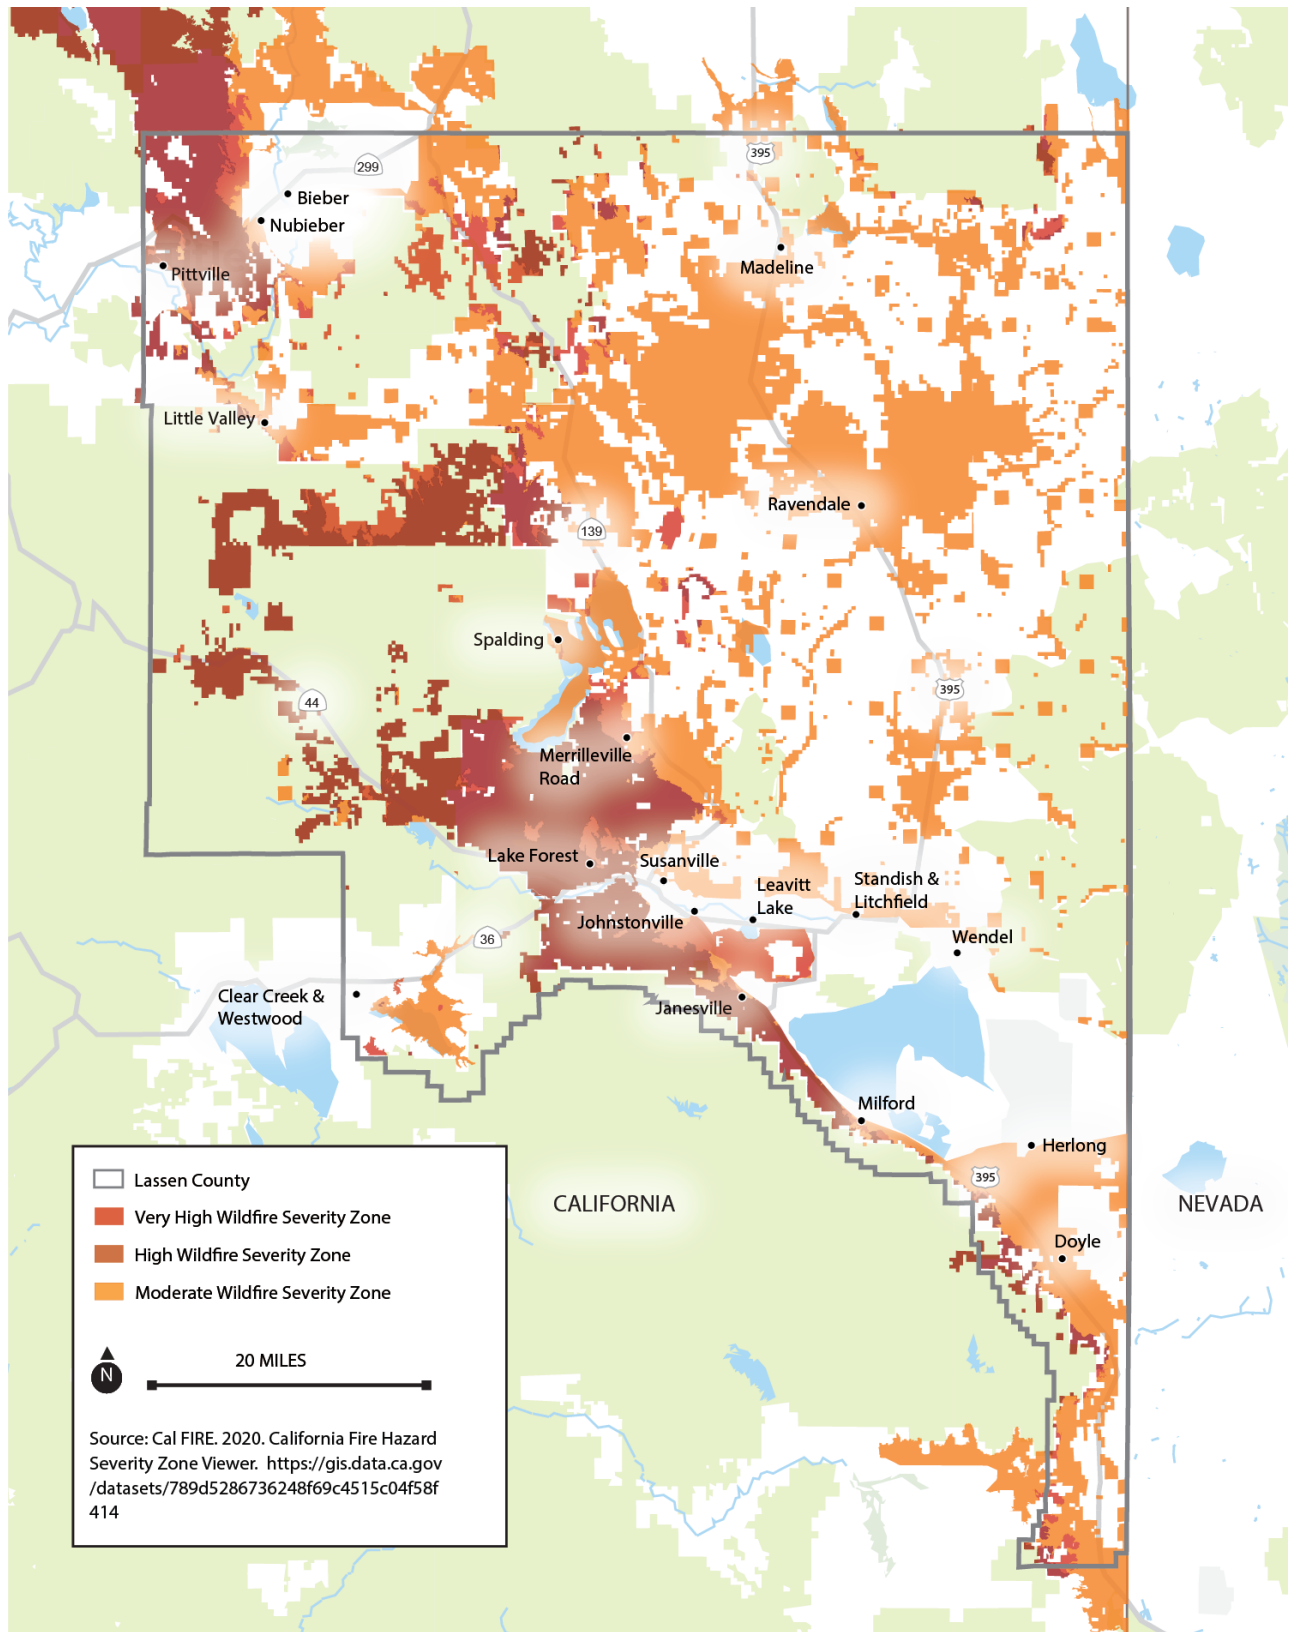 299
395
Bieber
Nubieber
Madeline
Pittville
Little Valley
Ravendale
139
Spalding
44
395
Merrilleville
Road
Lake Forest
Susanville
Leavitt
Lake
Standish &
Litchfield
Johnstonville
36
Wendel
Clear Creek &
Westwood
Janesville
Milford
Herlong
395
CALIFORNIA
NEVADA
Doyle
Lassen County
Very High Wildfire Severity Zone
High Wildfire Severity Zone
Moderate Wildfire Severity Zone
N
20 MILES
Source: Cal FIRE. 2020. California Fire Hazard
Severity Zone Viewer.  https://gis.data.ca.gov
/datasets/789d5286736248f69c4515c04f58f
414